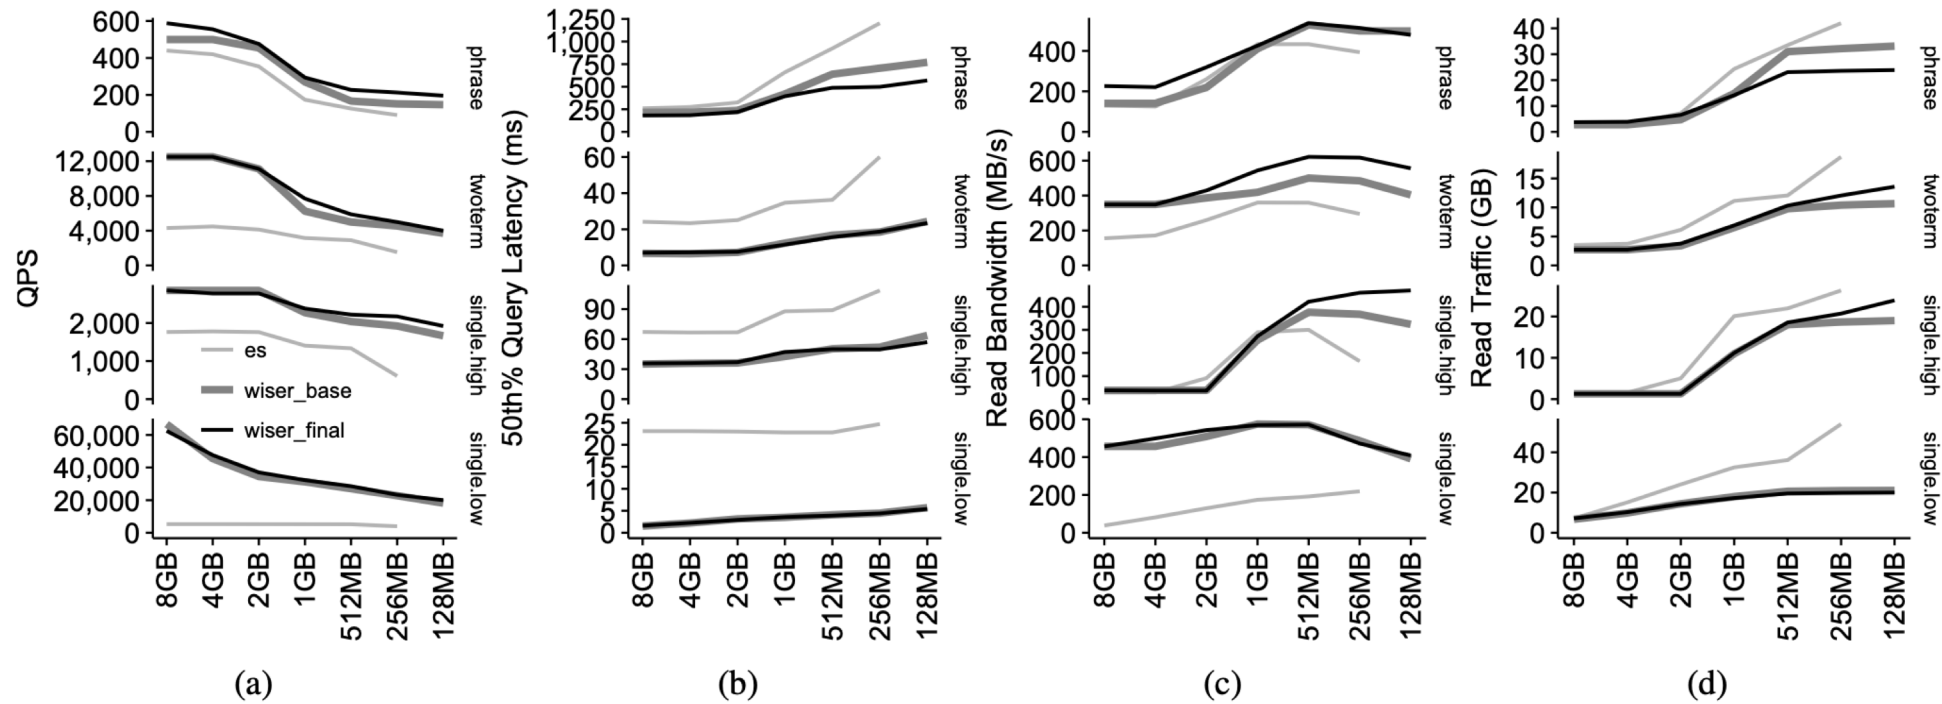 QPS
600
400
200
0
phrase
12,000
8,000
4,000
0
twoterm
2,000
1,000
0
single.high
es
wiser_base
wiser_final
60,000
40,000
20,000
0
single.low
8GB
4GB
2GB
1GB
512MB
256MB
128MB
(a)
50th% Query Latency (ms)
1,250
1,000
750
500
250
0
phrase
60
40
20
0
twoterm
90
60
30
0
single.high
25
20
15
10
5
0
single.low
8GB
4GB
2GB
1GB
512MB
256MB
128MB
(b)
Read Bandwidth (MB/s)
400
200
0
phrase
600
400
200
0
twoterm
400
300
200
100
0
single.high
600
400
200
0
single.low
8GB
4GB
2GB
1GB
512MB
256MB
128MB
(c)
Read Traffic (GB)
40
30
20
10
0
phrase
15
10
5
0
twoterm
20
10
0
single.high
40
20
0
single.low
8GB
4GB
2GB
1GB
512MB
256MB
128MB
(d)